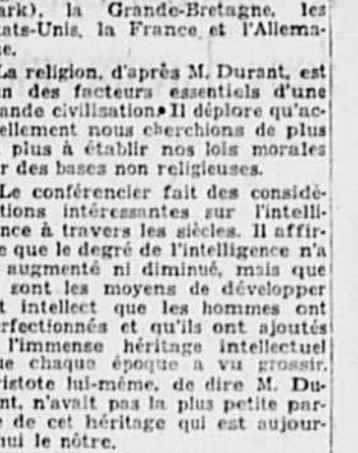 ark), la Grande-Bretagne, les
tats-Unis, la France et l'Allema-
e.
La religion, d'après M. Durant, est
n des facteurs essentiels d'une
ande civilisation. Il déplore qu'ac-
ellement nous cherchions de plus
plus à établir nos lois morales
r des bases non religieuses.
Le conférencier fait des considé-
tions intéressantes sur l'intelli-
nce à travers les siècles. Il affir-
e que le degré de l'intelligence n'a
augmenté ni diminué, mais que
sont les moyens de développer
t intellect que les hommes ont
rfectionnés et qu'ils ont ajoutés
l'immense héritage intellectuel
ue chaque époque a vu grossir.
ristote lui-même, de dire M. Du-
nt, n'avait pas la plus petite par-
e de cet héritage qui est aujour-
hui le nôtre.